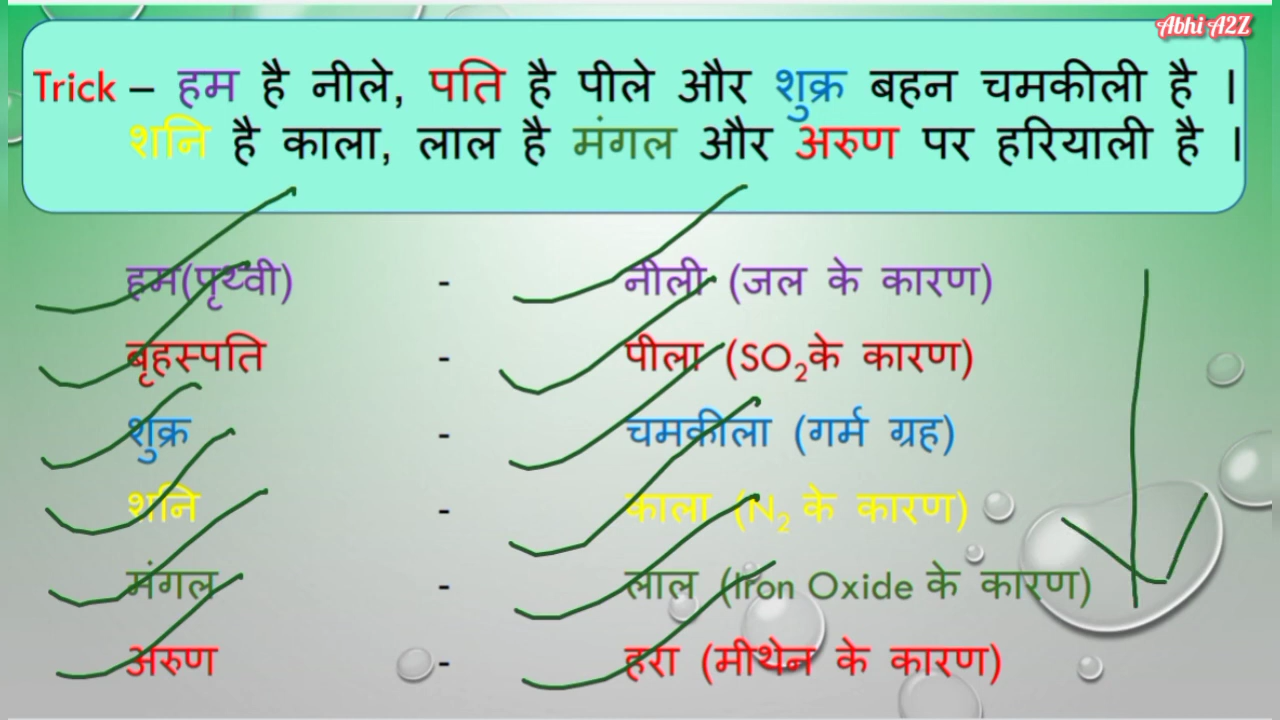 Abhi A2Z
Trick – हम है नीले, पति है पीले और शुक्र बहन चमकीली है ।
शनि है काला, लाल है मंगल और अरुण पर हरियाली है ।
हम(पृथ्वी) - नीली (जल के कारण)
बृहस्पति - पीला (SO₂के कारण)
शुक्र - चमकीला (गर्म ग्रह)
शनि - काला (N₂ के कारण)
मंगल - लाल (Iron Oxide के कारण)
अरुण - हरा (मीथेन के कारण)